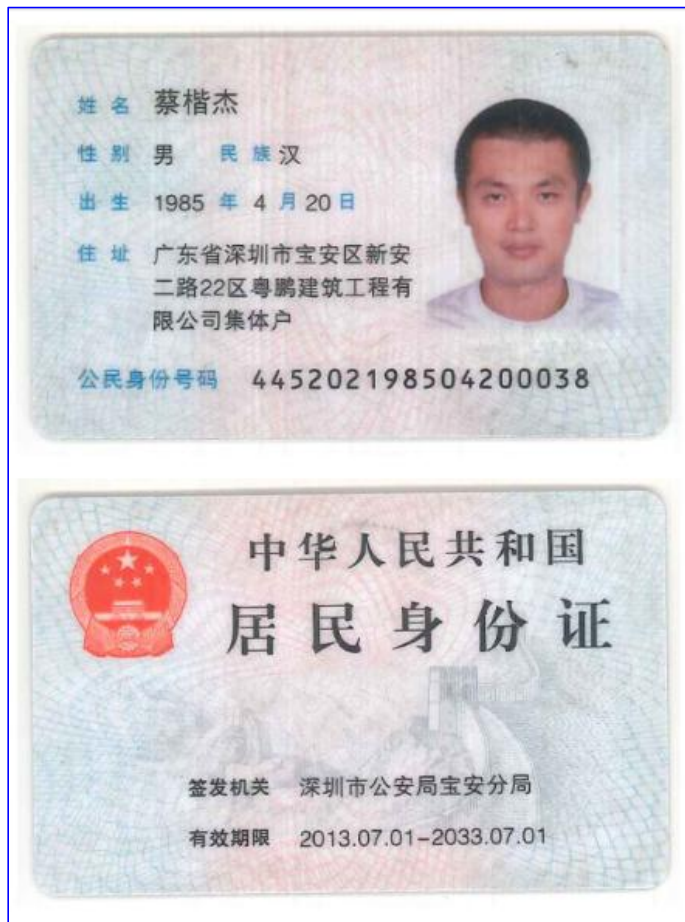 姓名 蔡楷杰
性别 男 民族 汉
出生 1985 年 4 月 20 日
住址 广东省深圳市宝安区新安
二路22区粤鹏建筑工程有
限公司集体户
公民身份号码 445202198504200038
中华人民共和国
居民身份证
签发机关 深圳市公安局宝安分局
有效期限 2013.07.01-2033.07.01